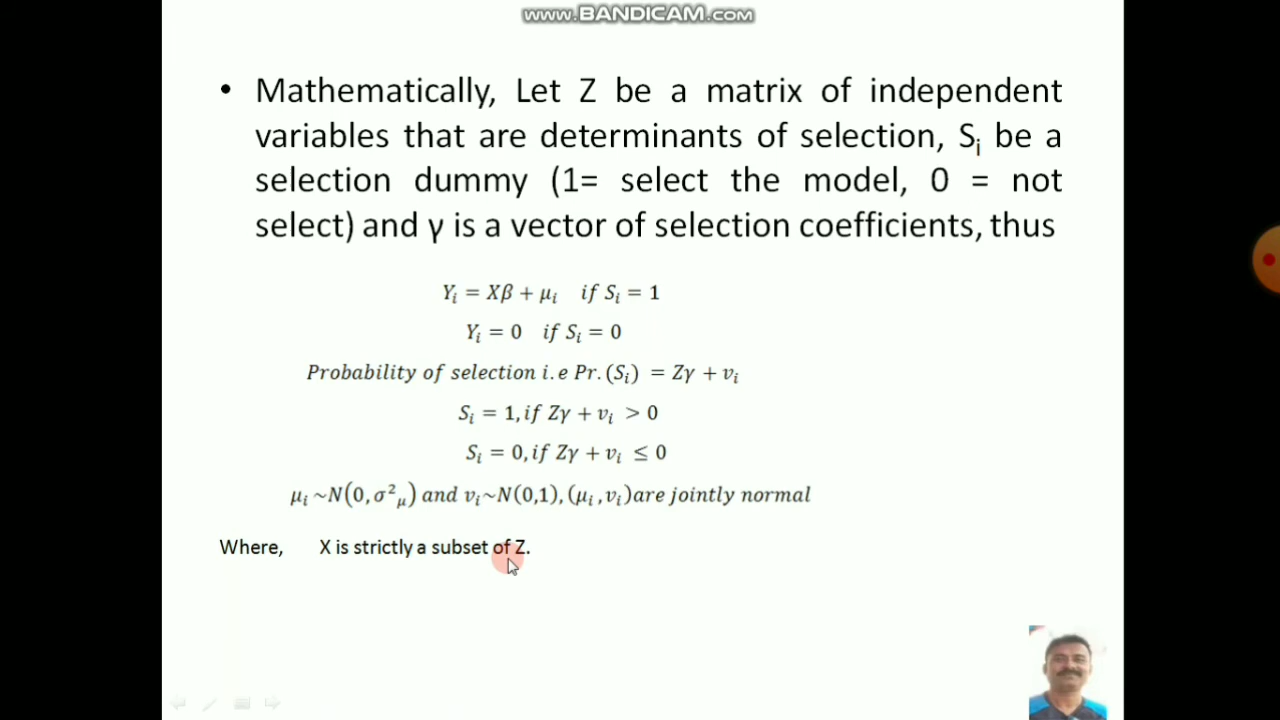 www.BANDICAM.com
• Mathematically, Let Z be a matrix of independent
variables that are determinants of selection, Sᵢ be a
selection dummy (1= select the model, 0 = not
select) and γ is a vector of selection coefficients, thus
Yᵢ = Xβ + μᵢ if Sᵢ = 1
Yᵢ = 0 if Sᵢ = 0
Probability of selection i.e Pr.(Sᵢ) = Zγ + vᵢ
Sᵢ = 1, if Zγ + vᵢ > 0
Sᵢ = 0, if Zγ + vᵢ ≤ 0
μᵢ ~N(0, σ²μ) and vᵢ~N(0,1), (μᵢ, vᵢ)are jointly normal
Where, X is strictly a subset of Z.